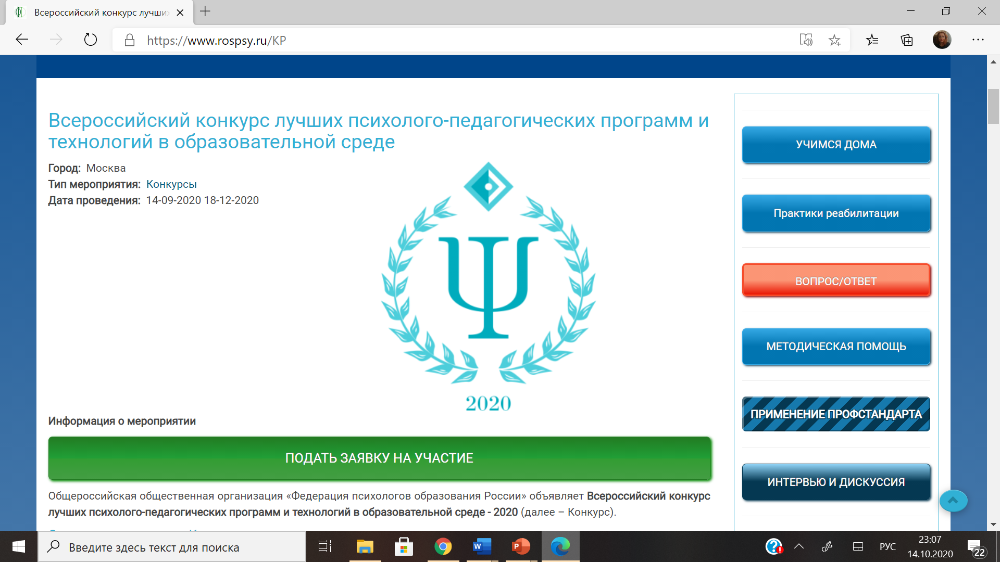 Всероссийский конкурс лучши
https://www.rospsy.ru/КР
Всероссийский конкурс лучших психолого-педагогических программ и
технологий в образовательной среде
Город: Москва
Тип мероприятия: Конкурсы
Дата проведения: 14-09-2020 18-12-2020
Ψ
2020
Информация о мероприятии
ПОДАТЬ ЗАЯВКУ НА УЧАСТИЕ
Общероссийская общественная организация «Федерация психологов образования России» объявляет Всероссийский конкурс
лучших психолого-педагогических программ и технологий в образовательной среде - 2020 (далее – Конкурс).
УЧИМСЯ ДОМА
Практики реабилитации
ВОПРОС/ОТВЕТ
МЕТОДИЧЕСКАЯ ПОМОЩЬ
ПРИМЕНЕНИЕ ПРОФСТАНДАРТА
ИНТЕРВЬЮ И ДИСКУССИЯ
Введите здесь текст для поиска
W
P
РУС
23:07
14.10.2020
22